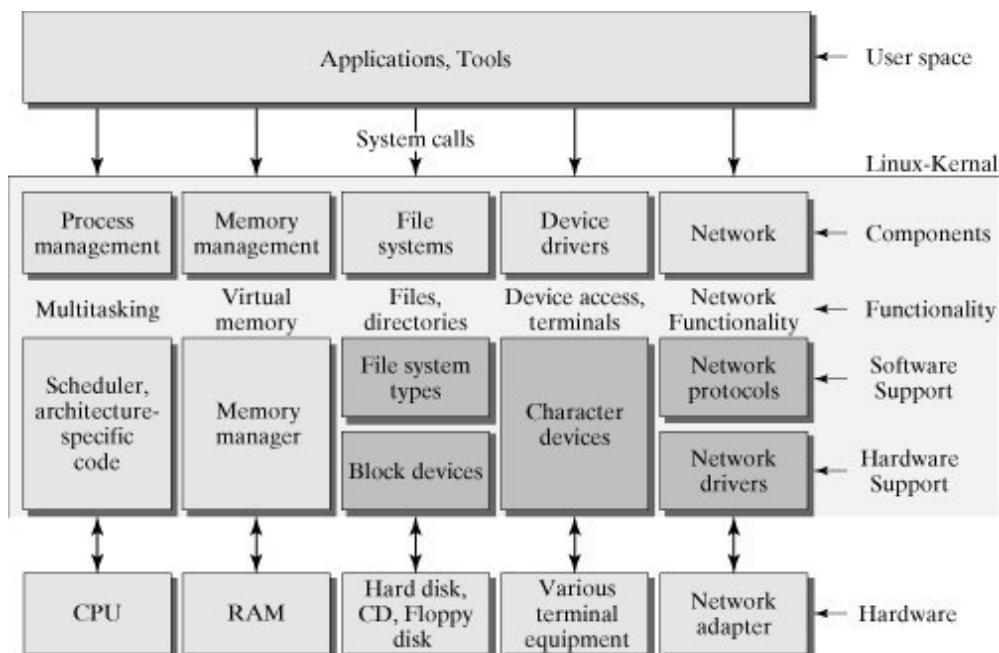 Applications, Tools
User space
System calls
Linux-Kernal
Process
management
Memory
management
File
systems
Device
drivers
Network
Components
Multitasking
Virtual
memory
Files,
directories
Device access,
terminals
Network
Functionality
Functionality
Scheduler,
architecture-
specific
code
Memory
manager
File system
types
Block devices
Character
devices
Network
protocols
Network
drivers
Software
Support
Hardware
Support
CPU
RAM
Hard disk,
CD, Floppy
disk
Various
terminal
equipment
Network
adapter
Hardware